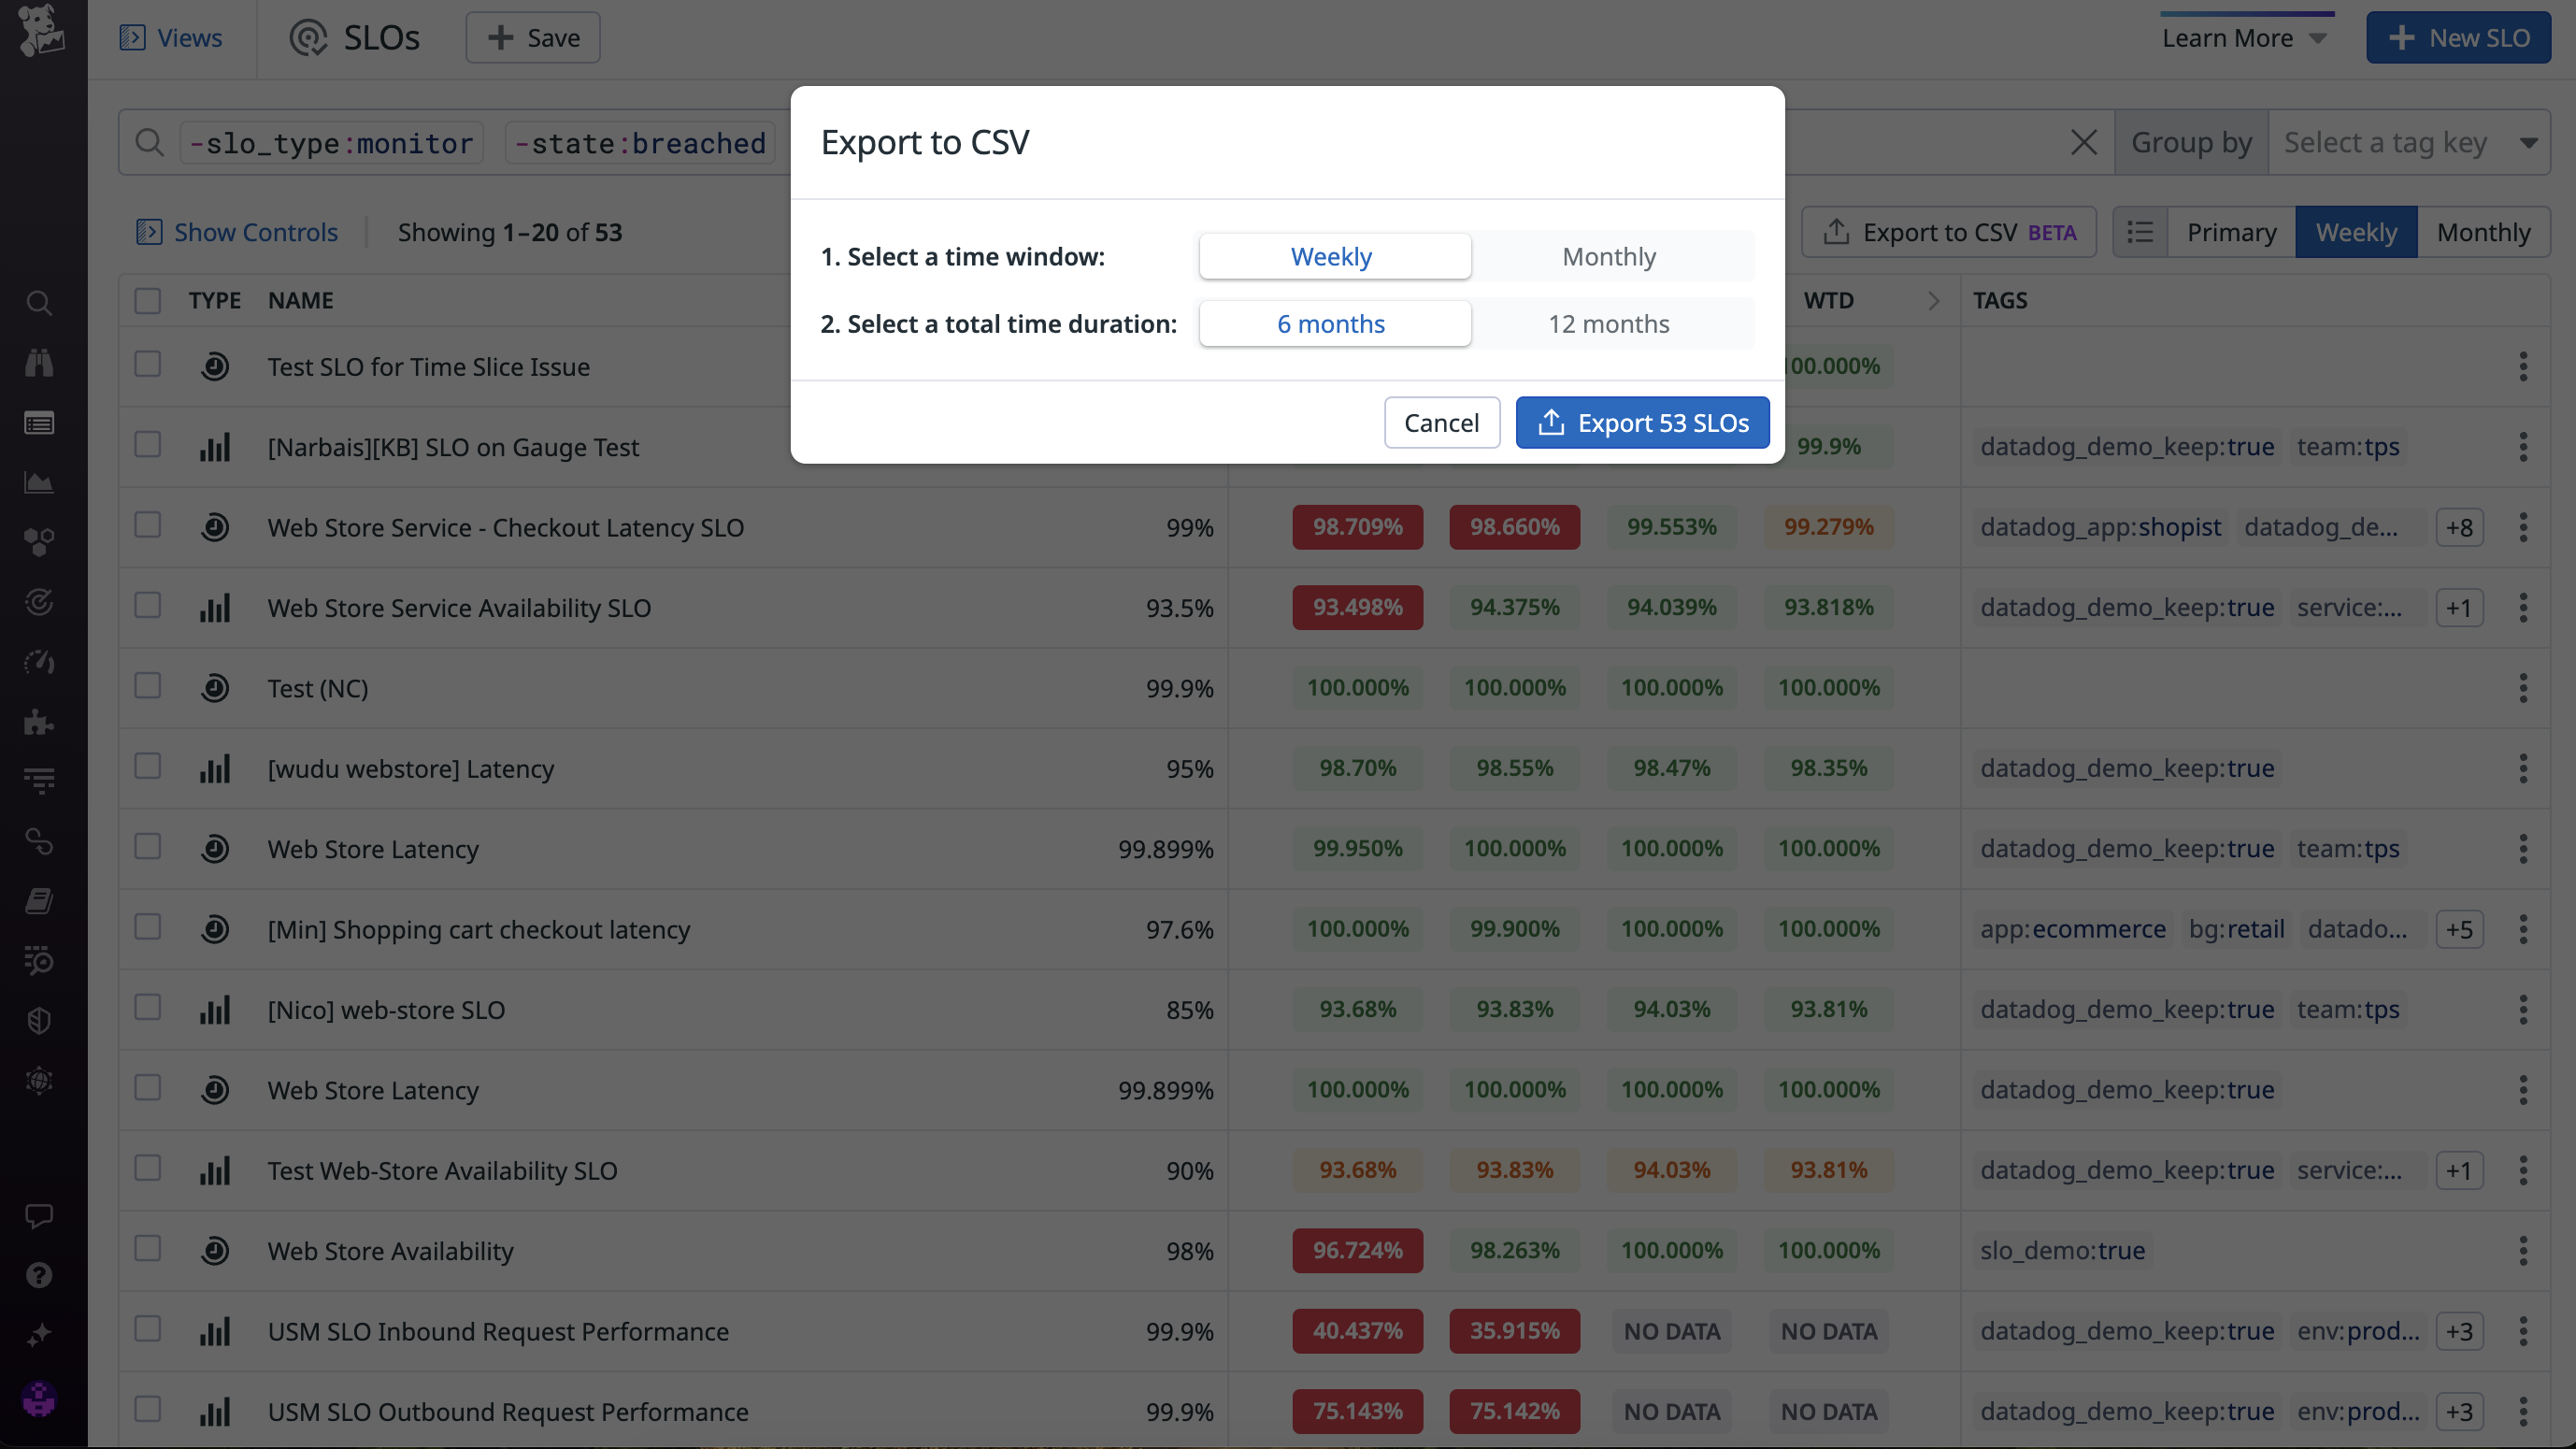 Views
SLOs
Save
Learn More
New SLO
-slo_type:monitor -state:breached
Group by
Select a tag key
Export to CSV
Show Controls
Showing 1–20 of 53
Export to CSV BETA
Primary
Weekly
Monthly
1. Select a time window:
Weekly
Monthly
2. Select a total time duration:
6 months
12 months
Cancel
Export 53 SLOs
TYPE NAME WTD TAGS
Test SLO for Time Slice Issue 00.000%
[Narbais][KB] SLO on Gauge Test 99.9% datadog_demo_keep:true team:tps
Web Store Service - Checkout Latency SLO 99% 98.709% 98.660% 99.553% 99.279% datadog_app:shopist datadog_de... +8
Web Store Service Availability SLO 93.5% 93.498% 94.375% 94.039% 93.818% datadog_demo_keep:true service:... +1
Test (NC) 99.9% 100.000% 100.000% 100.000% 100.000%
[wudu webstore] Latency 95% 98.70% 98.55% 98.47% 98.35% datadog_demo_keep:true
Web Store Latency 99.899% 99.950% 100.000% 100.000% 100.000% datadog_demo_keep:true team:tps
[Min] Shopping cart checkout latency 97.6% 100.000% 99.900% 100.000% 100.000% app:ecommerce bg:retail datado... +5
[Nico] web-store SLO 85% 93.68% 93.83% 94.03% 93.81% datadog_demo_keep:true team:tps
Web Store Latency 99.899% 100.000% 100.000% 100.000% 100.000% datadog_demo_keep:true
Test Web-Store Availability SLO 90% 93.68% 93.83% 94.03% 93.81% datadog_demo_keep:true service:... +1
Web Store Availability 98% 96.724% 98.263% 100.000% 100.000% slo_demo:true
USM SLO Inbound Request Performance 99.9% 40.437% 35.915% NO DATA NO DATA datadog_demo_keep:true env:prod... +3
USM SLO Outbound Request Performance 99.9% 75.143% 75.142% NO DATA NO DATA datadog_demo_keep:true env:prod... +3